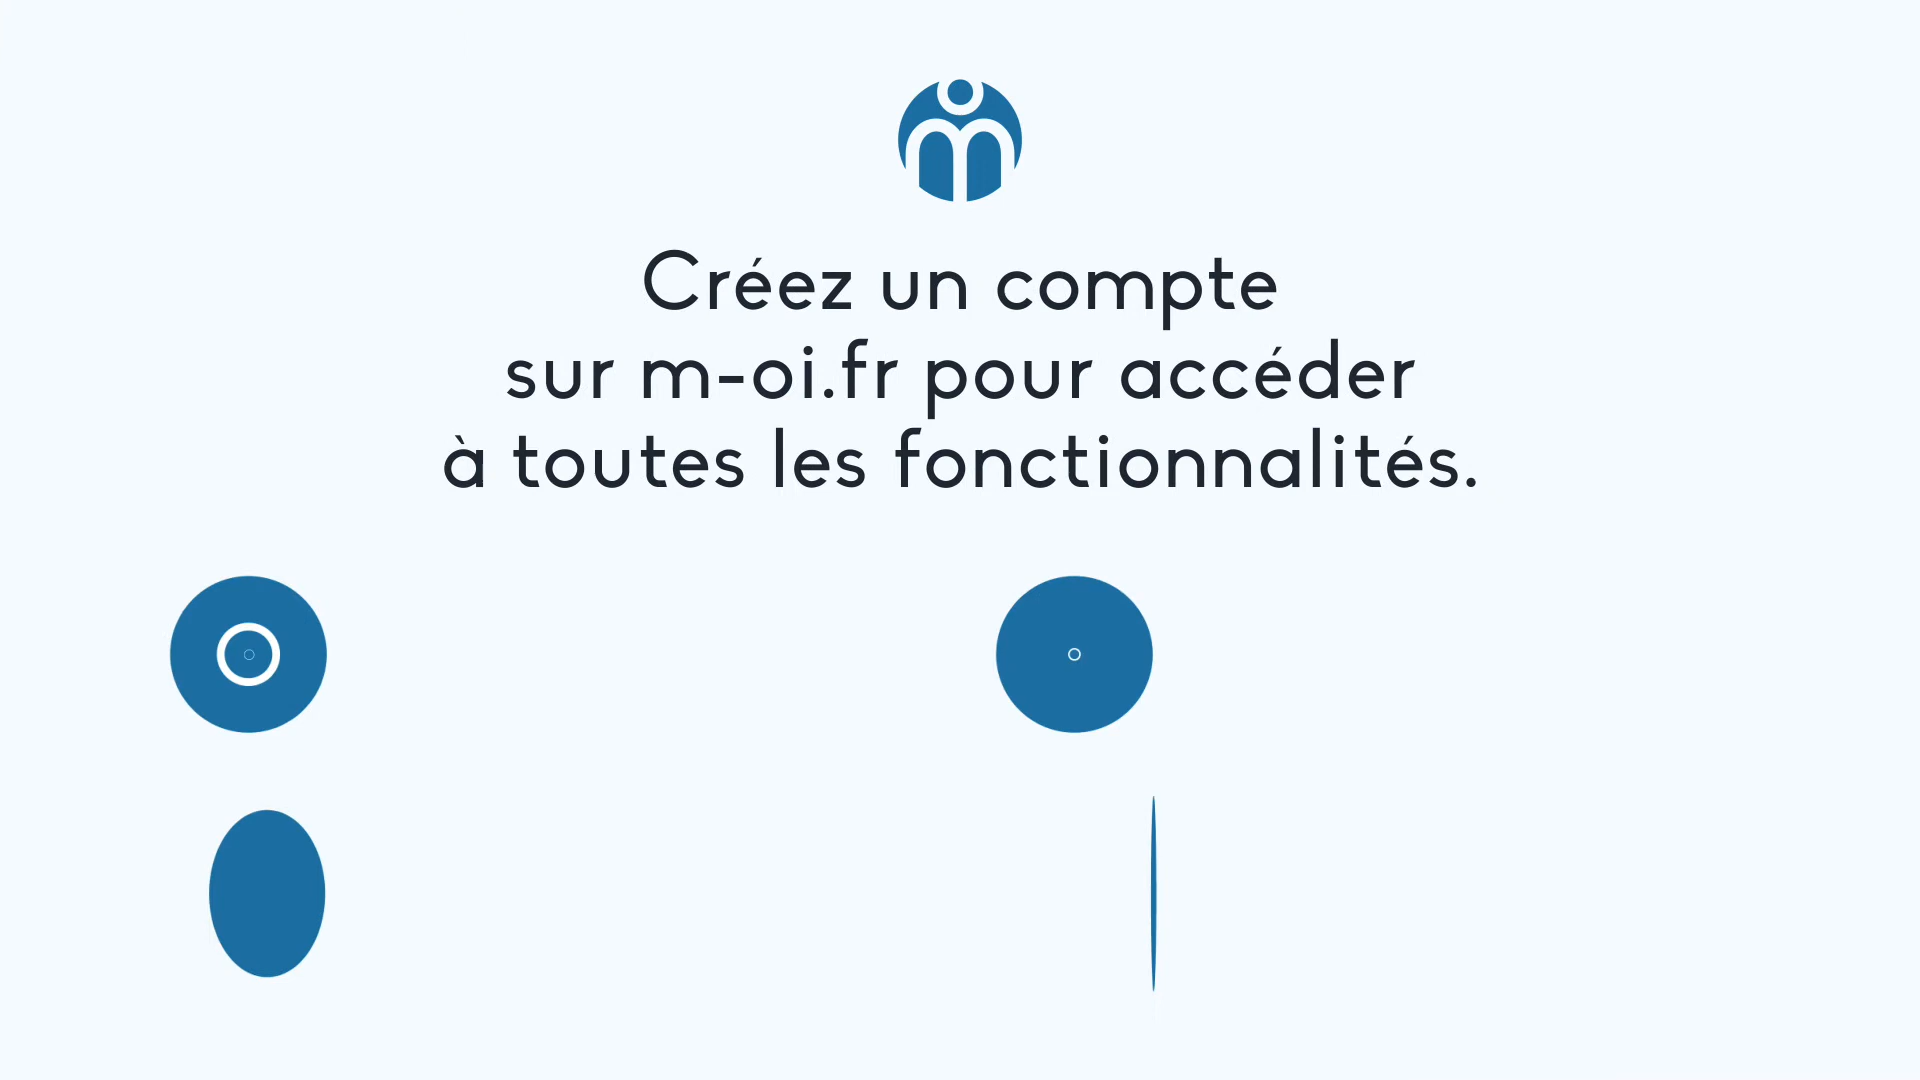 Créez un compte
sur m-oi.fr pour accéder
à toutes les fonctionnalités.